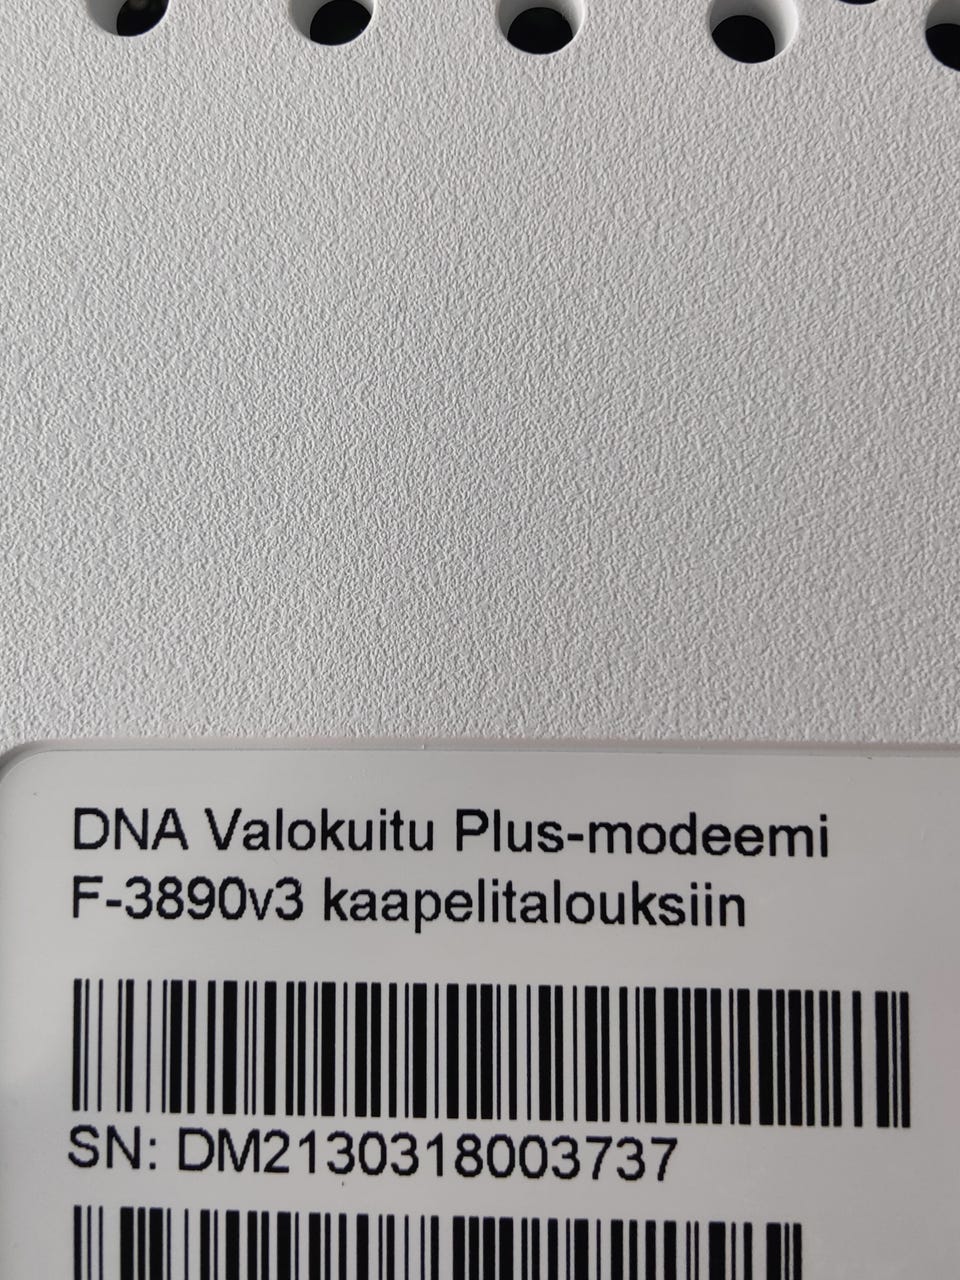 DNA Valokuitu Plus-modeemi
F-3890v3 kaapelitalouksiin
SN: DM2130318003737